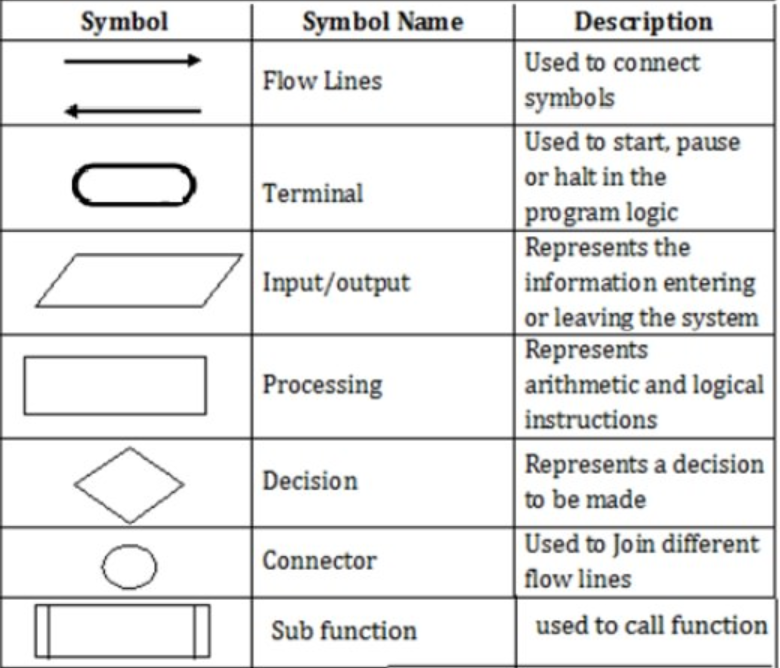 Symbol Symbol Name Description
Flow Lines
Used to connect
symbols
Terminal
Used to start, pause
or halt in the
program logic
Input/output
Represents the
information entering
or leaving the system
Processing
Represents
arithmetic and logical
instructions
Decision
Represents a decision
to be made
Connector
Used to Join different
flow lines
Sub function
used to call function